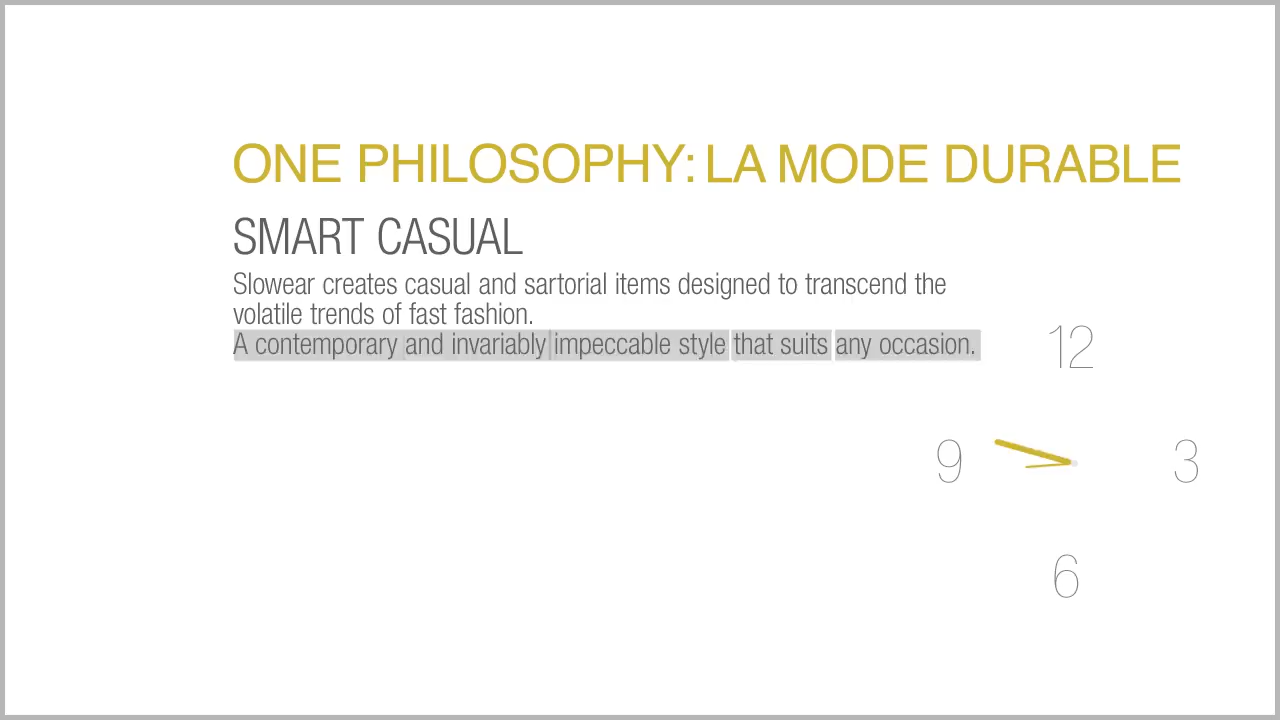 ONE PHILOSOPHY: LA MODE DURABLE
SMART CASUAL
Slowear creates casual and sartorial items designed to transcend the
volatile trends of fast fashion.
A contemporary and invariably impeccable style that suits any occasion.
12
9
3
6